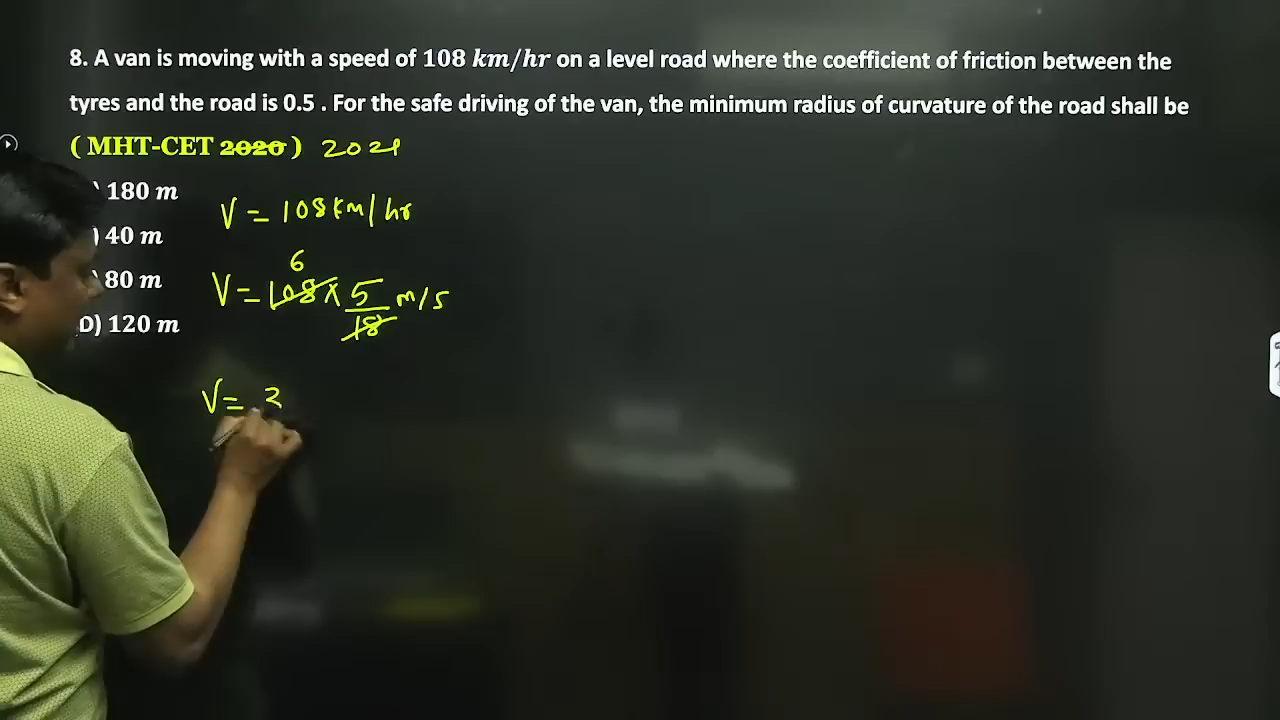 8. A van is moving with a speed of 108 km/hr on a level road where the coefficient of friction between the
tyres and the road is 0.5 . For the safe driving of the van, the minimum radius of curvature of the road shall be
( MHT-CET 2020 ) 2021
) 180 m
) 40 m
) 80 m
D) 120 m
V = 108 km/hr
6
V = 108 x 5/18 m/s
V = 3